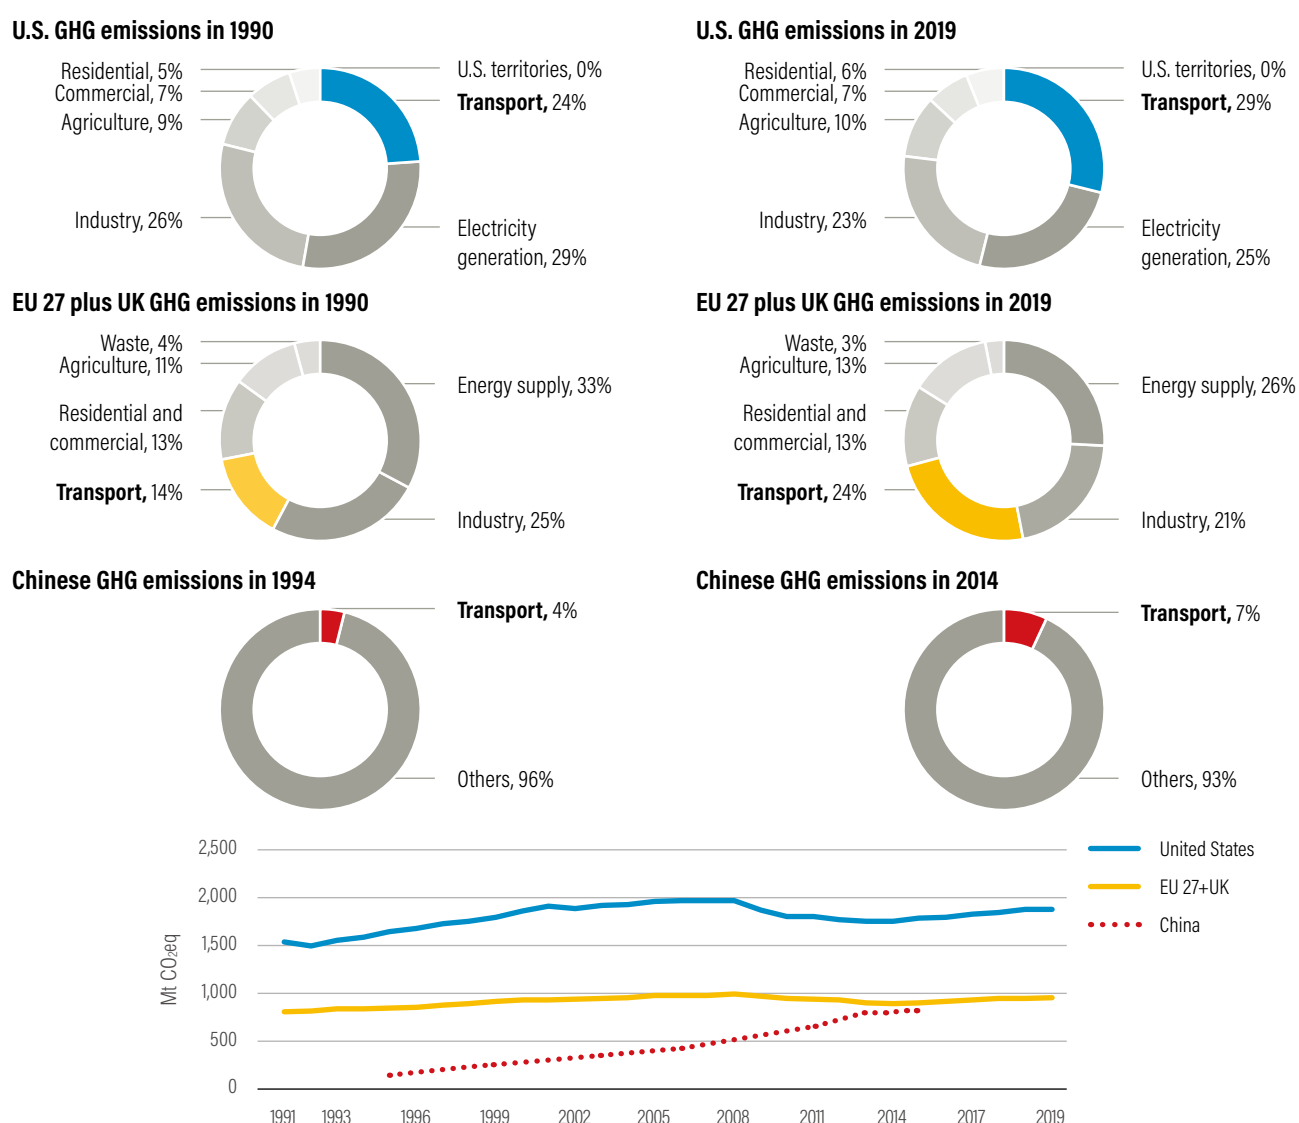 U.S. GHG emissions in 1990
Residential, 5%
Commercial, 7%
Agriculture, 9%
Industry, 26%
U.S. territories, 0%
Transport, 24%
Electricity
generation, 29%
U.S. GHG emissions in 2019
Residential, 6%
Commercial, 7%
Agriculture, 10%
Industry, 23%
U.S. territories, 0%
Transport, 29%
Electricity
generation, 25%
EU 27 plus UK GHG emissions in 1990
Waste, 4%
Agriculture, 11%
Residential and
commercial, 13%
Transport, 14%
Energy supply, 33%
Industry, 25%
EU 27 plus UK GHG emissions in 2019
Waste, 3%
Agriculture, 13%
Residential and
commercial, 13%
Transport, 24%
Energy supply, 26%
Industry, 21%
Chinese GHG emissions in 1994
Transport, 4%
Others, 96%
Chinese GHG emissions in 2014
Transport, 7%
Others, 93%
Mt CO₂eq
2,500
2,000
1,500
1,000
500
0
1991 1993 1996 1999 2002 2005 2008 2011 2014 2017 2019
United States
EU 27+UK
China